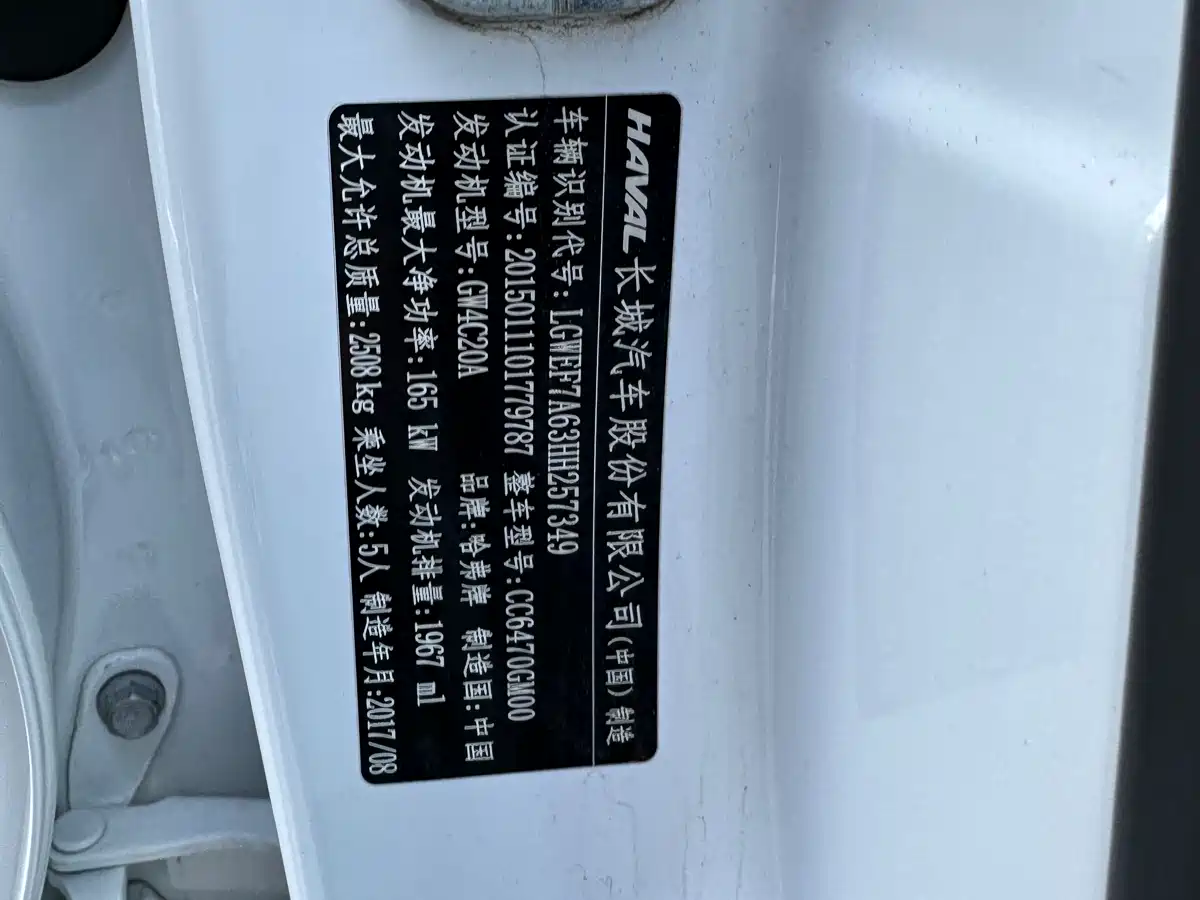 HAVAL 长城汽车股份有限公司(中国) 制造
车辆识别代号:LGWEF7A63HH257349
认证编号:2015011101779787 整车型号:CC6470GM00
发动机型号:GW4C20A 品牌:哈弗牌 制造国:中国
发动机最大净功率:165 kW 发动机排量:1967 ml
最大允许总质量:2508kg 乘坐人数:5人 制造年月:2017/08